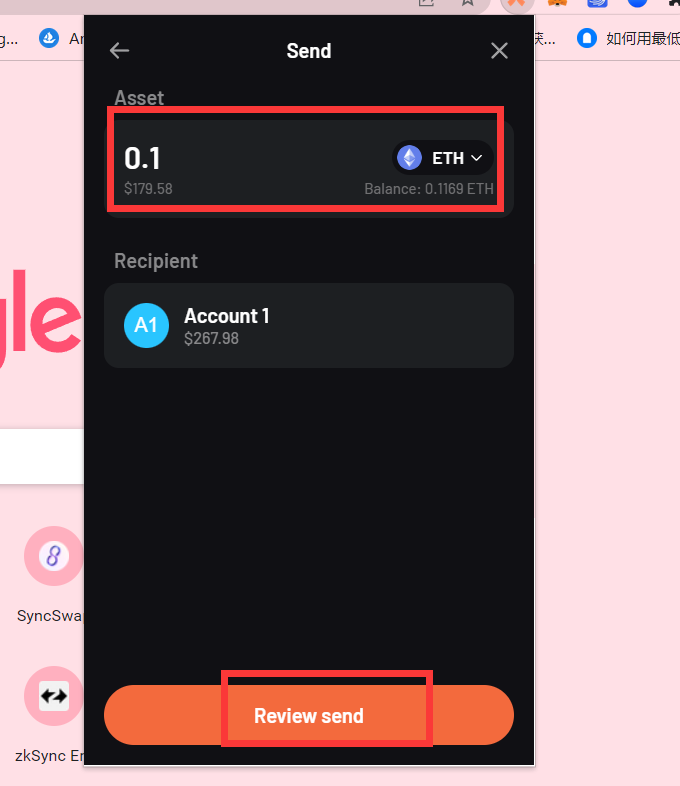 Send
Ar
获...
如何用最低
Asset
0.1
ETH
$179.58
Balance: 0.1169 ETH
Recipient
gle
A1
Account 1
$267.98
SyncSwa
zkSync Er
Review send